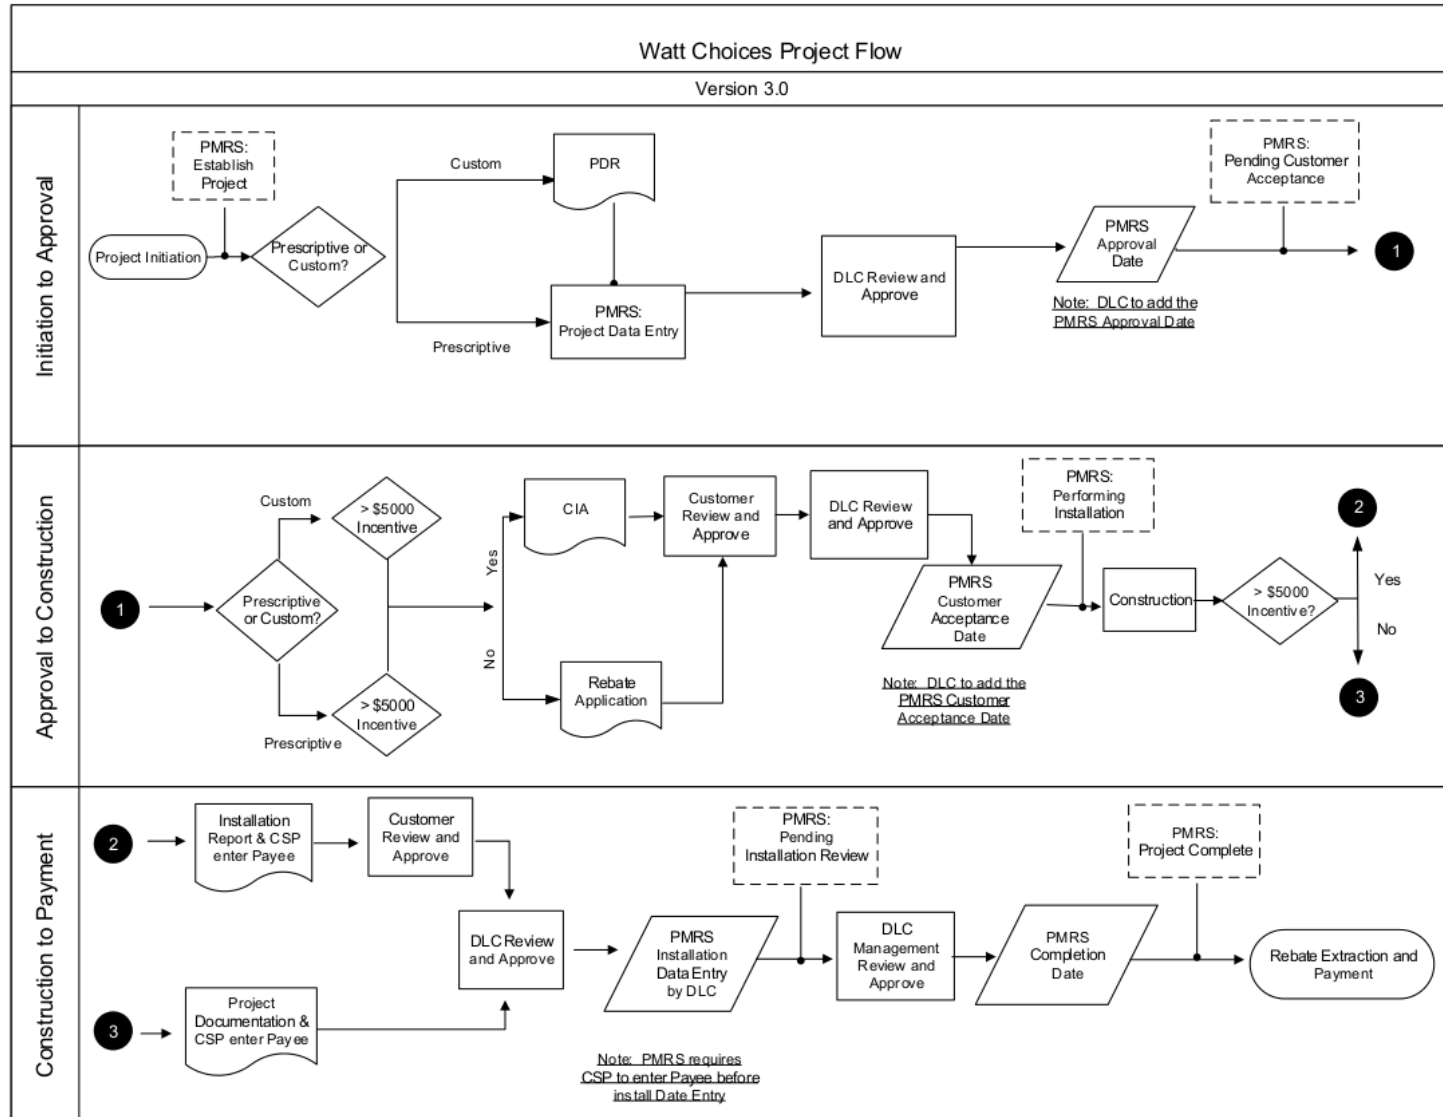 Watt Choices Project Flow
Version 3.0
Initiation to Approval
PMRS:
Establish
Project
Project Initiation
Prescriptive or
Custom?
Custom
PDR
Prescriptive
PMRS:
Project Data Entry
DLC Review and
Approve
PMRS
Approval
Date
Note: DLC to add the
PMRS Approval Date
PMRS:
Pending Customer
Acceptance
1
Approval to Construction
1
Prescriptive
or Custom?
Custom
> $5000
Incentive
Prescriptive
> $5000
Incentive
Yes
No
CIA
Rebate
Application
Customer
Review and
Approve
DLC Review
and Approve
PMRS
Customer
Acceptance
Date
Note: DLC to add the
PMRS Customer
Acceptance Date
PMRS:
Performing
Installation
Construction
> $5000
Incentive?
2
Yes
No
3
Construction to Payment
2
Installation
Report & CSP
enter Payee
Customer
Review and
Approve
3
Project
Documentation &
CSP enter Payee
DLC Review
and Approve
PMRS
Installation
Data Entry
by DLC
Note: PMRS requires
CSP to enter Payee before
install Date Entry
PMRS:
Pending
Installation Review
DLC
Management
Review and
Approve
PMRS
Completion
Date
PMRS:
Project Complete
Rebate Extraction and
Payment